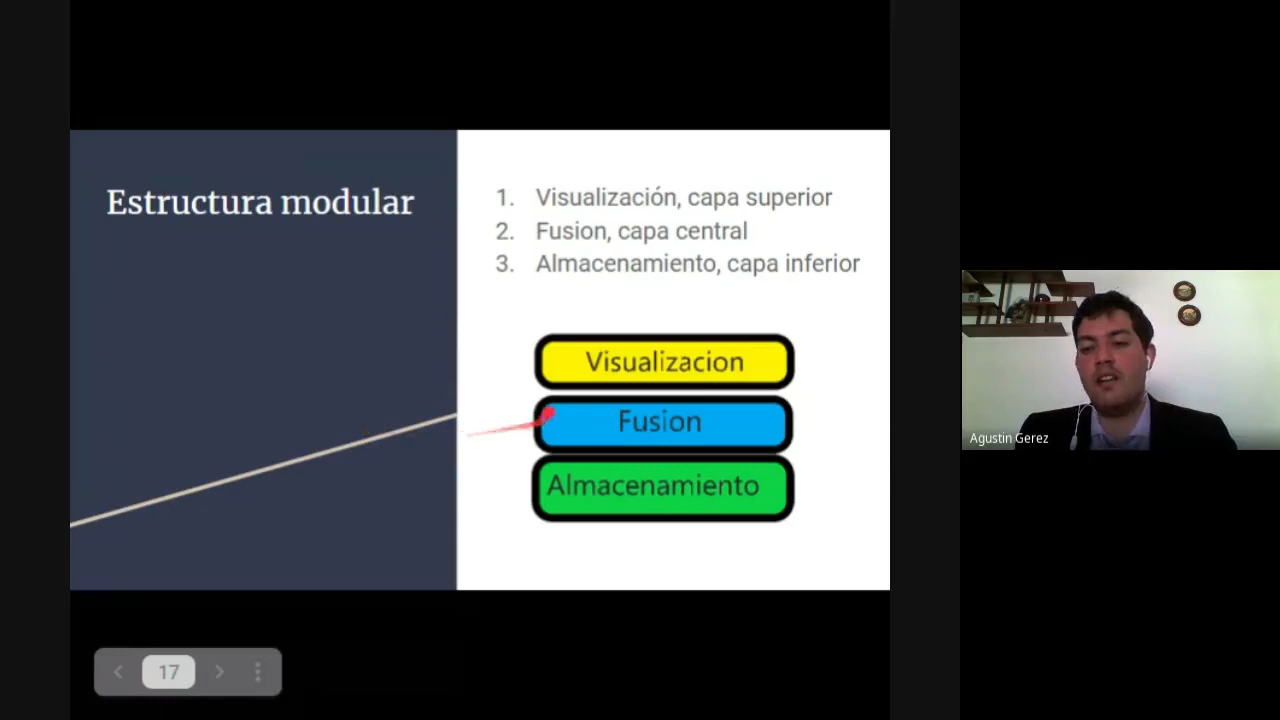 Estructura modular
1. Visualización, capa superior
2. Fusion, capa central
3. Almacenamiento, capa inferior
Visualizacion
Fusion
Almacenamiento
Agustin Gerez
17